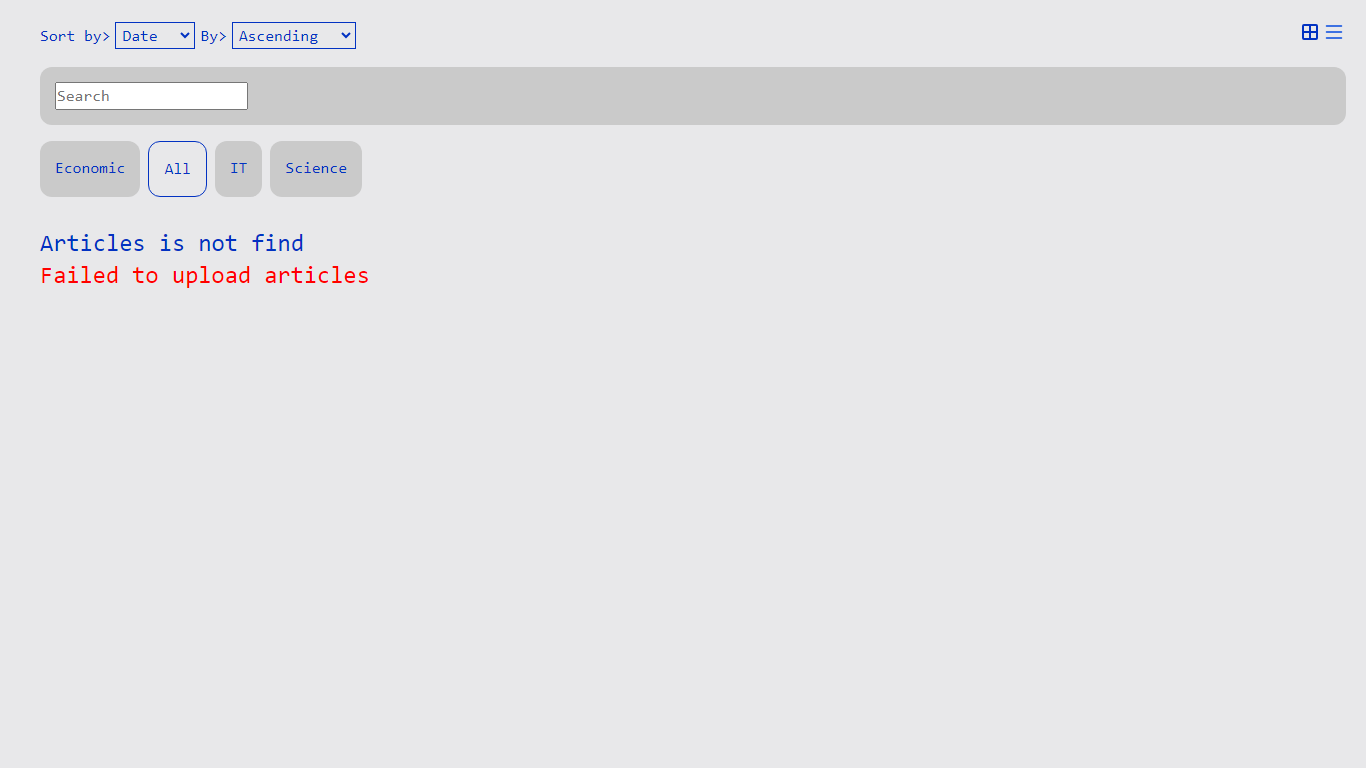 Sort by> Date By> Ascending
Search
Economic All IT Science
Articles is not find
Failed to upload articles